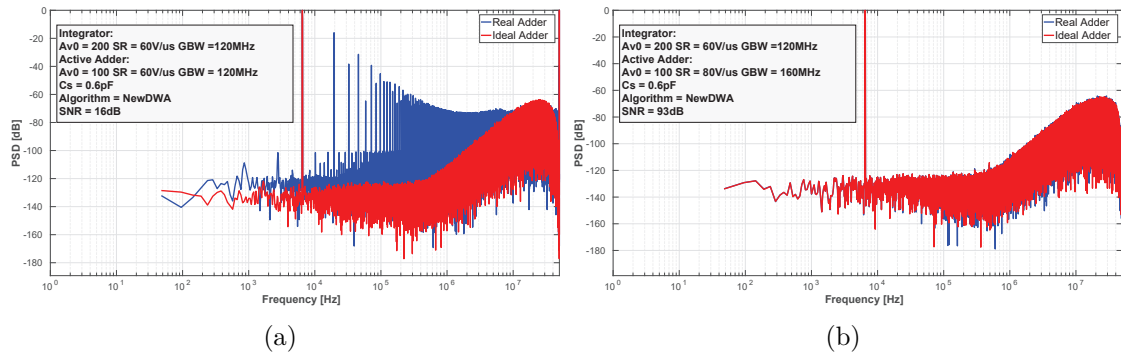 Integrator:
Av0 = 200 SR = 60V/us GBW =120MHz
Active Adder:
Av0 = 100 SR = 60V/us GBW = 120MHz
Cs = 0.6pF
Algorithm = NewDWA
SNR = 16dB
Real Adder
Ideal Adder
0
-20
-40
-60
-80
-100
-120
-140
-160
-180
PSD [dB]
10^0 10^1 10^2 10^3 10^4 10^5 10^6 10^7
Frequency [Hz]
(a)
Integrator:
Av0 = 200 SR = 60V/us GBW =120MHz
Active Adder:
Av0 = 100 SR = 80V/us GBW = 160MHz
Cs = 0.6pF
Algorithm = NewDWA
SNR = 93dB
Real Adder
Ideal Adder
0
-20
-40
-60
-80
-100
-120
-140
-160
-180
PSD [dB]
10^0 10^1 10^2 10^3 10^4 10^5 10^6 10^7
Frequency [Hz]
(b)